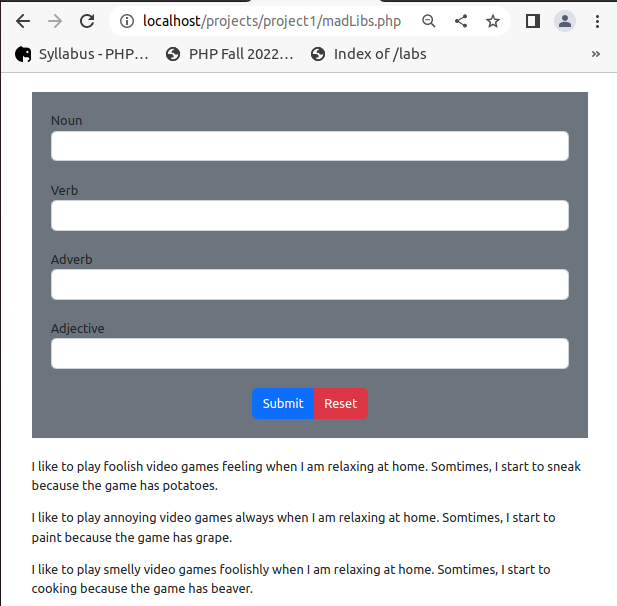 localhost/projects/project1/madLibs.php
Syllabus - PHP… PHP Fall 2022… Index of /labs »
Noun
Verb
Adverb
Adjective
Submit Reset
I like to play foolish video games feeling when I am relaxing at home. Somtimes, I start to sneak
because the game has potatoes.
I like to play annoying video games always when I am relaxing at home. Somtimes, I start to
paint because the game has grape.
I like to play smelly video games foolishly when I am relaxing at home. Somtimes, I start to
cooking because the game has beaver.